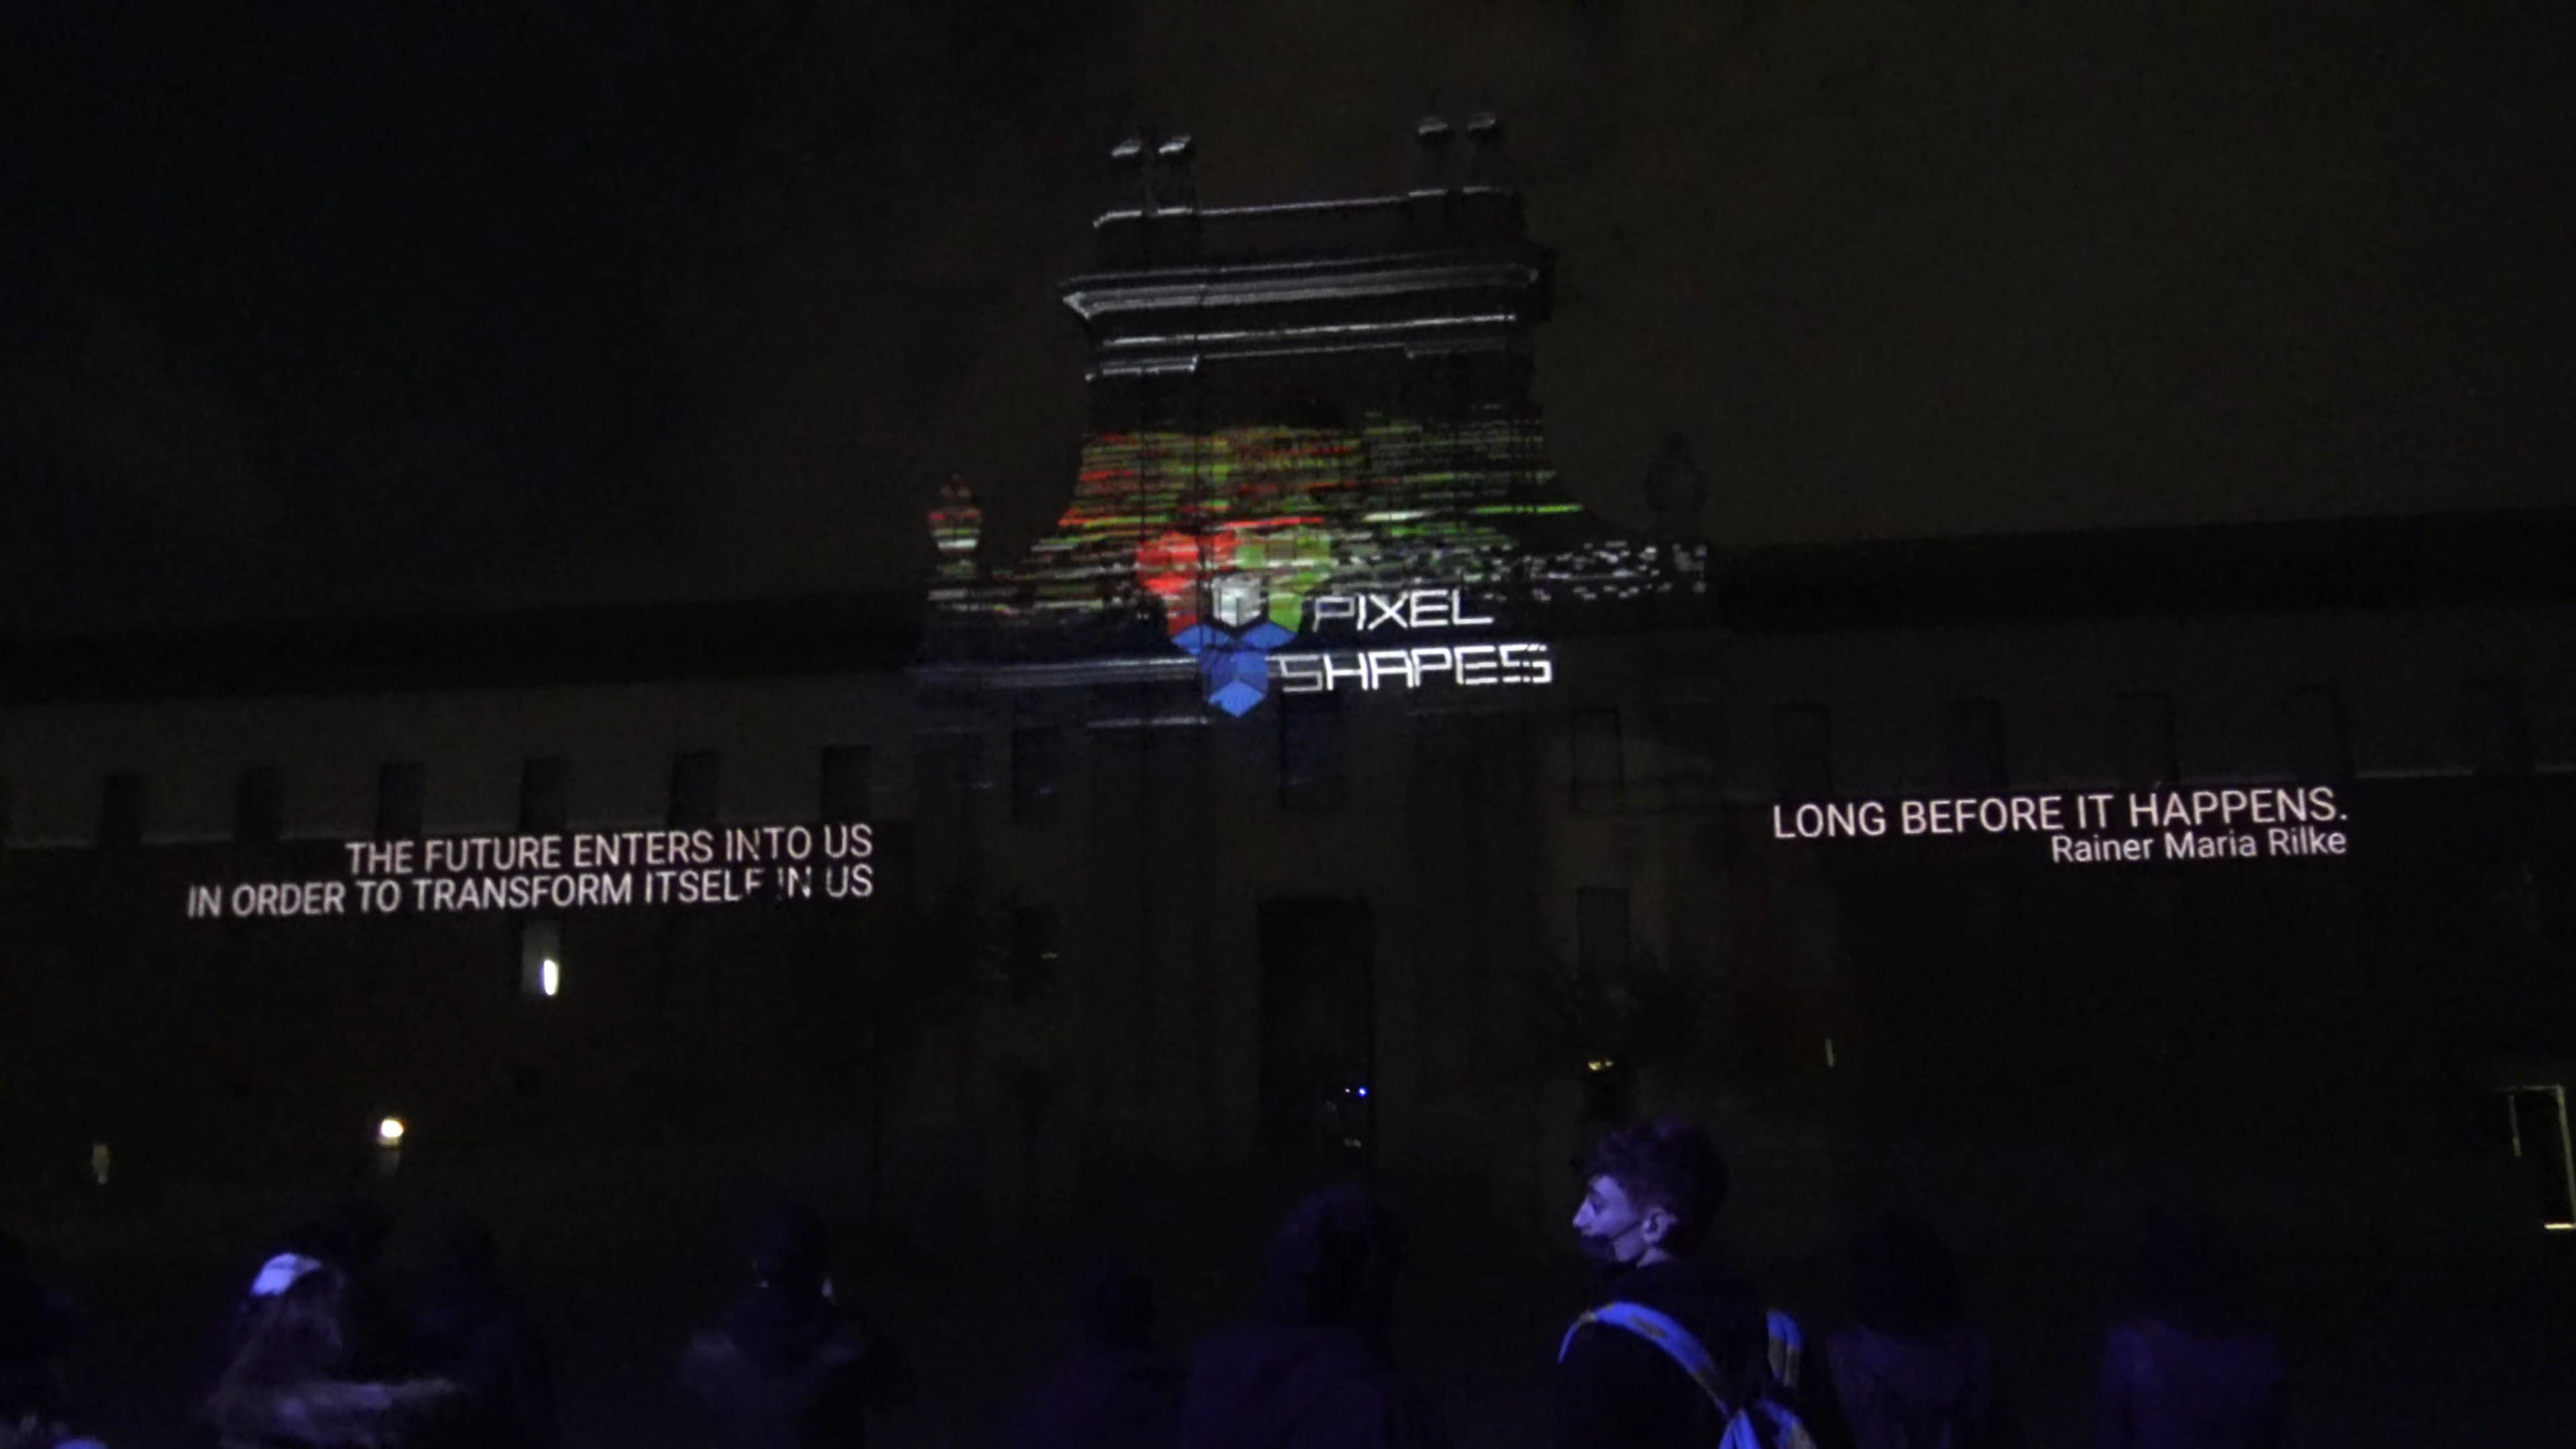 PIXEL
SHAPES
THE FUTURE ENTERS INTO US
IN ORDER TO TRANSFORM ITSELF IN US
LONG BEFORE IT HAPPENS.
Rainer Maria Rilke